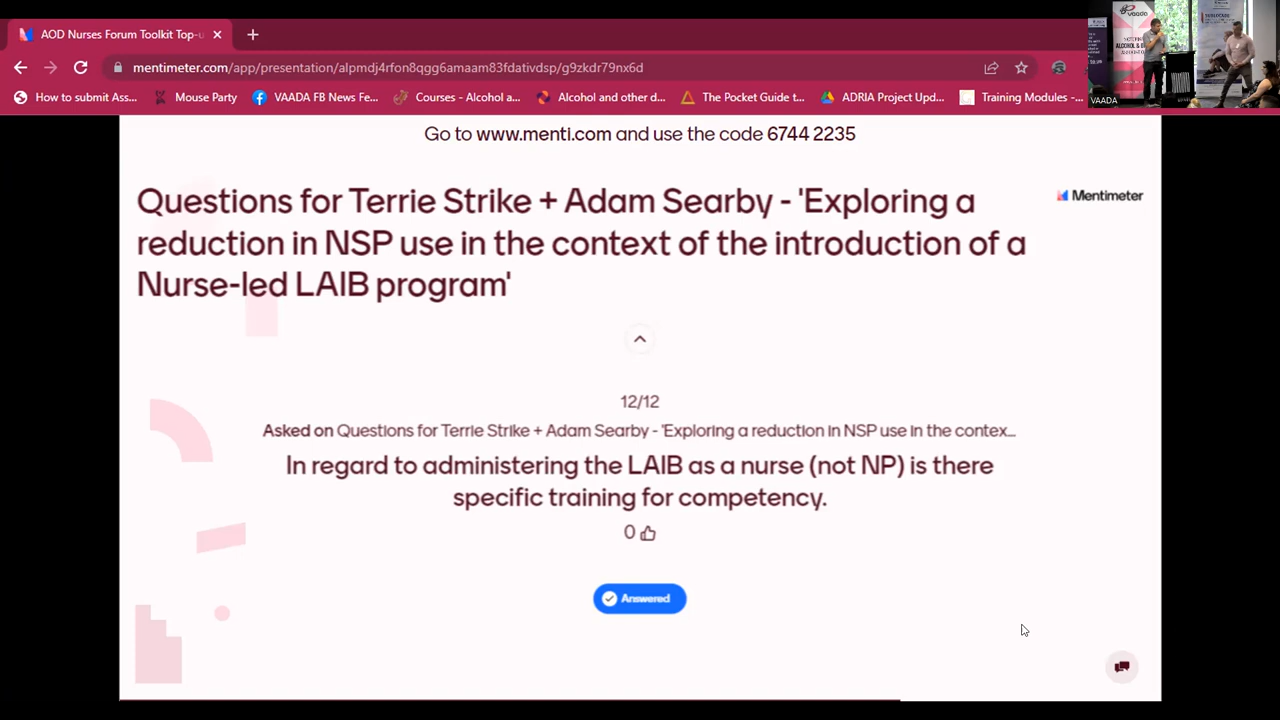 AOD Nurses Forum Toolkit Top-u
mentimeter.com/app/presentation/alpmdj4rfon8qgg6amaam83fdativdsp/g9zkdr79nx6d
How to submit Ass... Mouse Party VAADA FB News Fe... Courses - Alcohol a... Alcohol and other d... The Pocket Guide t... ADRIA Project Upd... Training Modules -...
vaada
VAADA
Go to www.menti.com and use the code 6744 2235
Questions for Terrie Strike + Adam Searby - 'Exploring a
reduction in NSP use in the context of the introduction of a
Nurse-led LAIB program'
Mentimeter
12/12
Asked on Questions for Terrie Strike + Adam Searby - 'Exploring a reduction in NSP use in the contex...
In regard to administering the LAIB as a nurse (not NP) is there
specific training for competency.
0
Answered